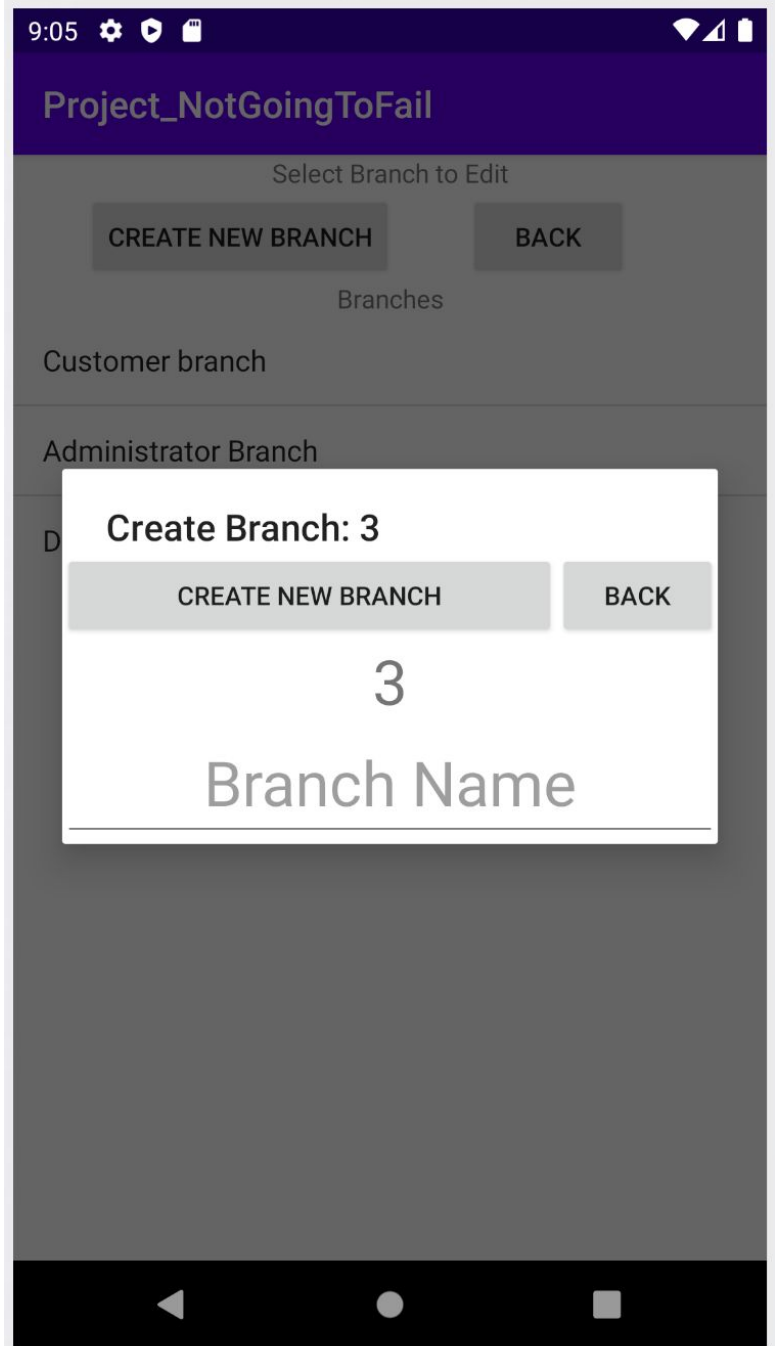 9:05
Project_NotGoingToFail
Select Branch to Edit
CREATE NEW BRANCH BACK
Branches
Customer branch
Administrator Branch
D
Create Branch: 3
CREATE NEW BRANCH BACK
3
Branch Name